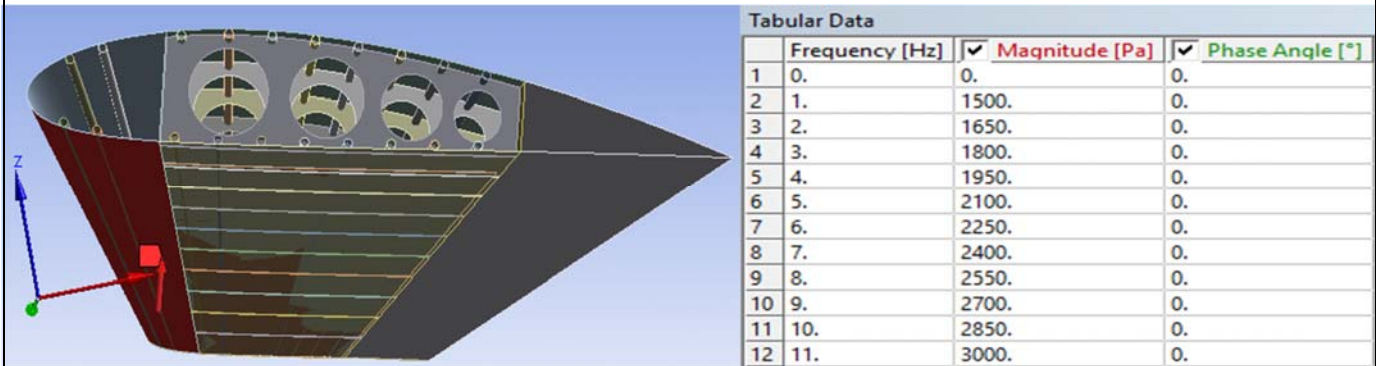 Tabular Data
Frequency [Hz] Magnitude [Pa] Phase Angle [°]
1 0. 0. 0.
2 1. 1500. 0.
3 2. 1650. 0.
4 3. 1800. 0.
5 4. 1950. 0.
6 5. 2100. 0.
7 6. 2250. 0.
8 7. 2400. 0.
9 8. 2550. 0.
10 9. 2700. 0.
11 10. 2850. 0.
12 11. 3000. 0.
Z